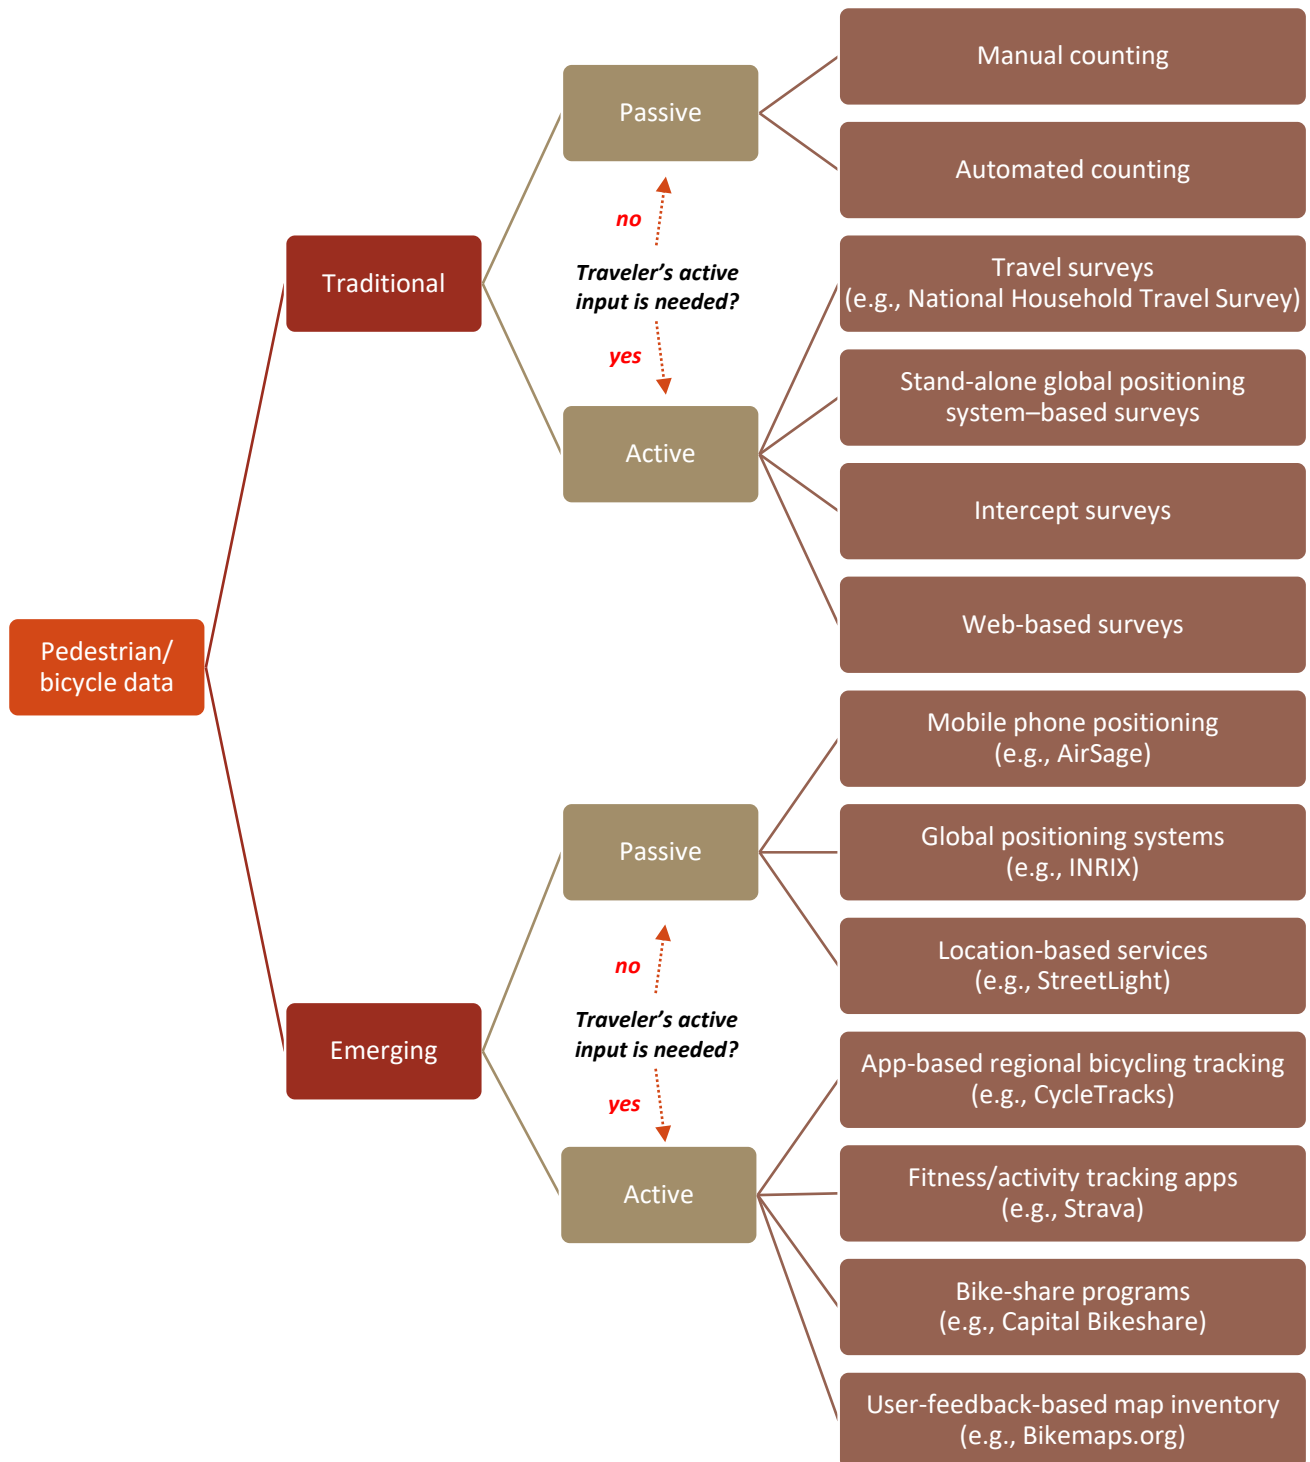 Pedestrian/
bicycle data
Traditional
Passive
no
Traveler’s active
input is needed?
yes
Active
Manual counting
Automated counting
Travel surveys
(e.g., National Household Travel Survey)
Stand-alone global positioning
system–based surveys
Intercept surveys
Web-based surveys
Emerging
Passive
no
Traveler’s active
input is needed?
yes
Active
Mobile phone positioning
(e.g., AirSage)
Global positioning systems
(e.g., INRIX)
Location-based services
(e.g., StreetLight)
App-based regional bicycling tracking
(e.g., CycleTracks)
Fitness/activity tracking apps
(e.g., Strava)
Bike-share programs
(e.g., Capital Bikeshare)
User-feedback-based map inventory
(e.g., Bikemaps.org)